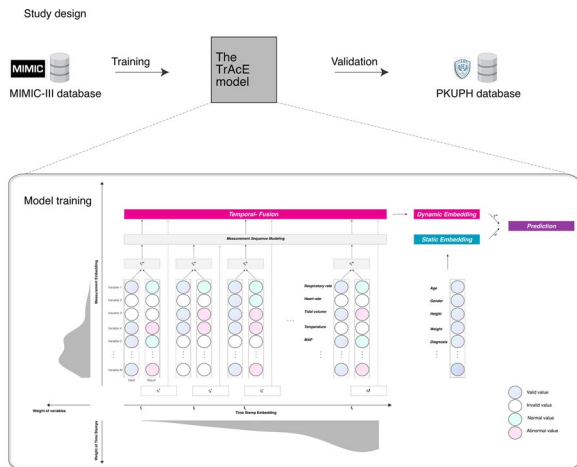 Study design
MIMIC
MIMIC-III database
Training
The
TrAcE
model
Validation
PKUPH database
Model training
Measurement Embedding
Temporal- Fusion
Dynamic Embedding
Measurement Sequence Modeling
Static Embedding
Prediction
Variable 1
Variable 2
Variable 3
Variable 4
Variable 5
Variable N
Respiratory rate
Heart rate
Tidal volume
Temperature
MAP
Age
Gender
Height
Weight
Diagnosis
Weight of variables
Time Stamp Embedding
Weight of Time Stamps
Valid value
Invalid value
Normal value
Abnormal value